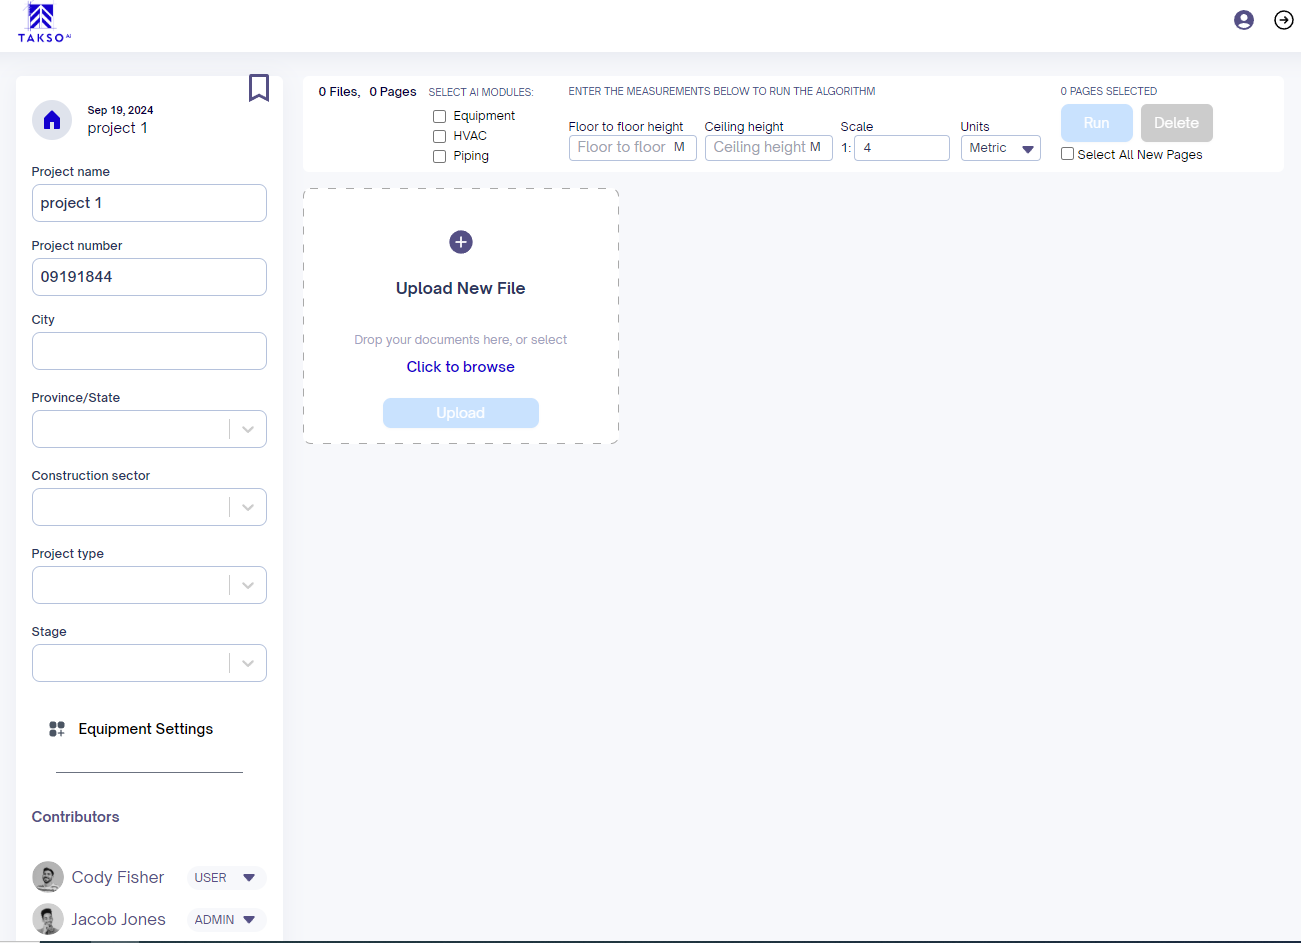 TAKSO AI
Sep 19, 2024
project 1
Project name
project 1
Project number
09191844
City
Province/State
Construction sector
Project type
Stage
Equipment Settings
Contributors
Cody Fisher USER
Jacob Jones ADMIN
0 Files, 0 Pages
SELECT AI MODULES:
Equipment
HVAC
Piping
ENTER THE MEASUREMENTS BELOW TO RUN THE ALGORITHM
Floor to floor height Ceiling height Scale Units
Floor to floor M Ceiling height M 1: 4 Metric
0 PAGES SELECTED
Run Delete
Select All New Pages
Upload New File
Drop your documents here, or select
Click to browse
Upload